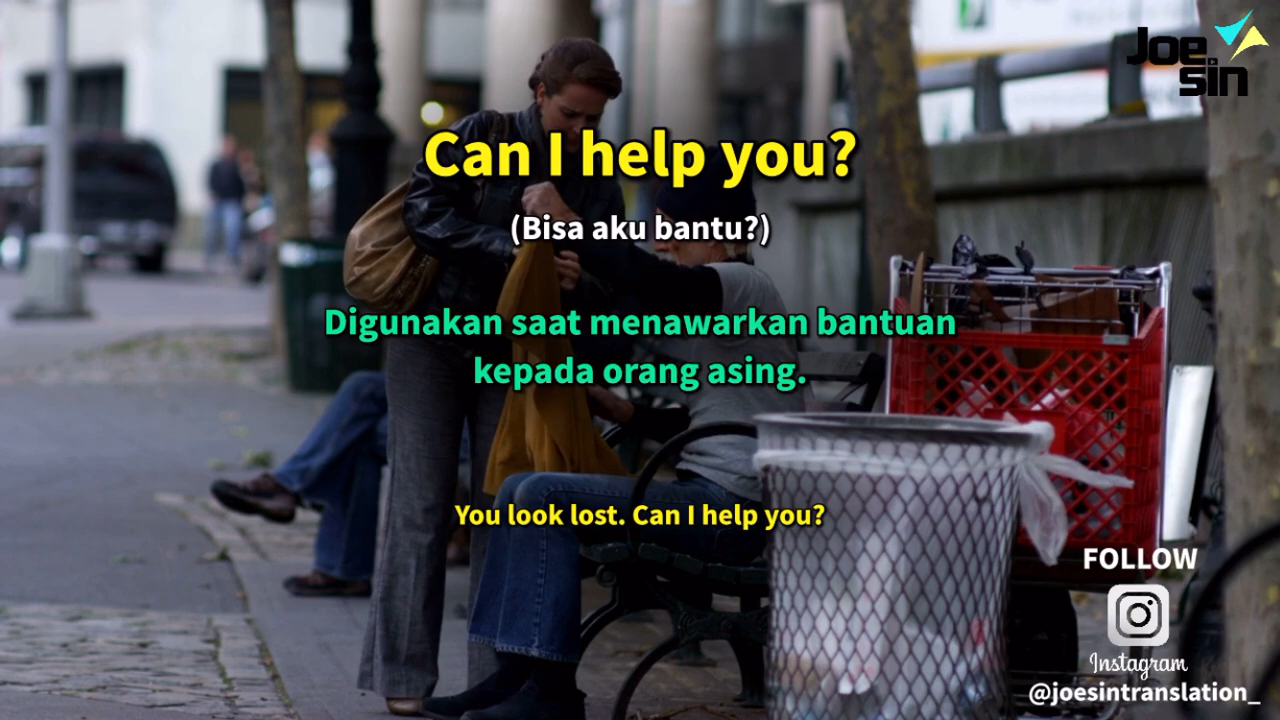 Joe
sin
Can I help you?
(Bisa aku bantu?)
Digunakan saat menawarkan bantuan
kepada orang asing.
You look lost. Can I help you?
FOLLOW
Instagram
@joesintranslation_